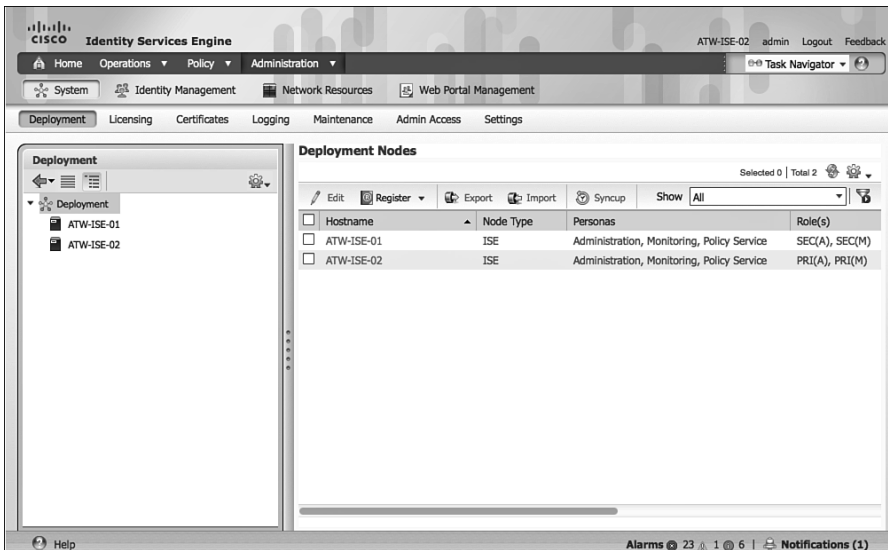 CISCO Identity Services Engine
ATW-ISE-02 admin Logout Feedback
Home Operations Policy Administration
Task Navigator
System Identity Management Network Resources Web Portal Management
Deployment Licensing Certificates Logging Maintenance Admin Access Settings
Deployment
Deployment
ATW-ISE-01
ATW-ISE-02
Deployment Nodes
Selected 0 | Total 2
Edit Register Export Import Syncup Show All
Hostname Node Type Personas Role(s)
ATW-ISE-01 ISE Administration, Monitoring, Policy Service SEC(A), SEC(M)
ATW-ISE-02 ISE Administration, Monitoring, Policy Service PRI(A), PRI(M)
Help
Alarms 23 1 6 | Notifications (1)